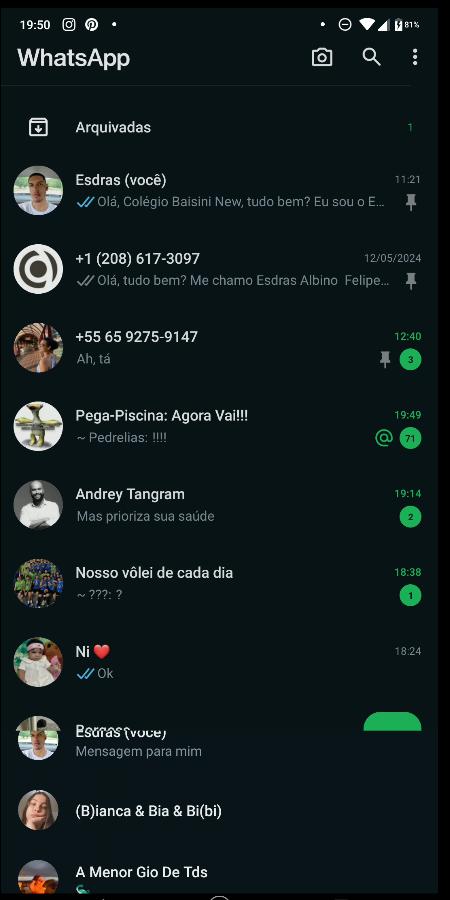 19:50
81%
WhatsApp
Arquivadas 1
Esdras (você) 11:21
Olá, Colégio Baisini New, tudo bem? Eu sou o E...
+1 (208) 617-3097 12/05/2024
Olá, tudo bem? Me chamo Esdras Albino Felipe...
+55 65 9275-9147 12:40
Ah, tá 3
Pega-Piscina: Agora Vai!!! 19:49
~ Pedrelias: !!!! @ 71
Andrey Tangram 19:14
Mas prioriza sua saúde 2
Nosso vôlei de cada dia 18:38
~ ???: ? 1
Ni ❤️ 18:24
Ok
Esdras (você)
Mensagem para mim
(B)ianca & Bia & Bi(bi)
A Menor Gio De Tds